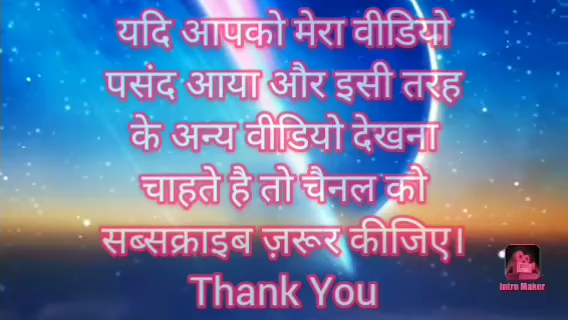 यदि आपको मेरा वीडियो
पसंद आया और इसी तरह
के अन्य वीडियो देखना
चाहते है तो चैनल को
सब्सक्राइब ज़रूर कीजिए।
Thank You
Intro Maker